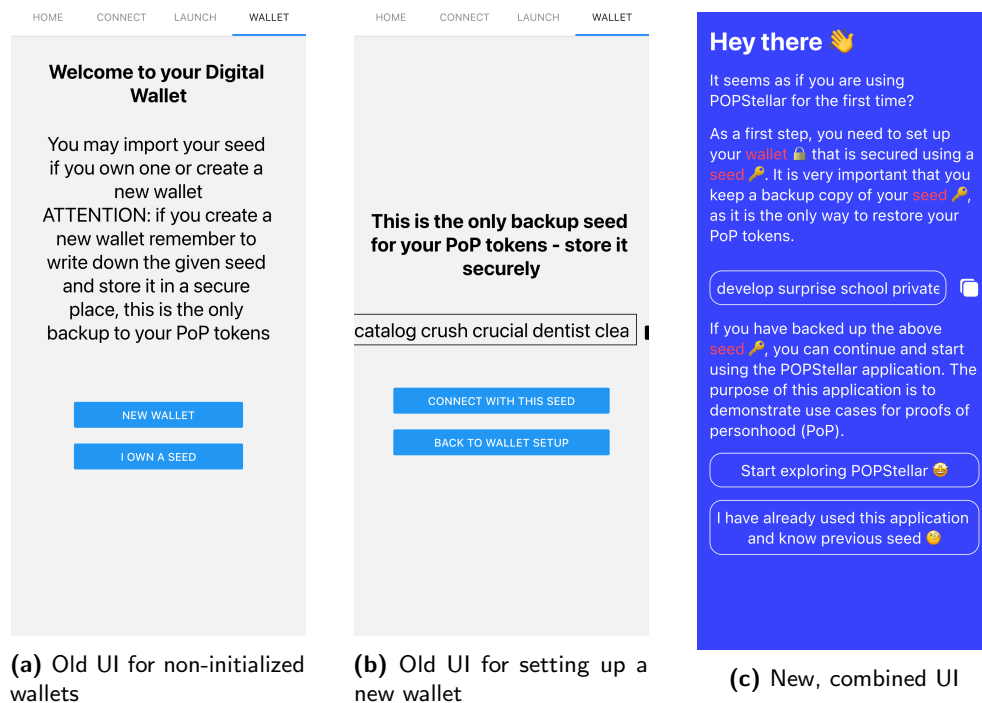 HOME CONNECT LAUNCH WALLET
Welcome to your Digital
Wallet
You may import your seed
if you own one or create a
new wallet
ATTENTION: if you create a
new wallet remember to
write down the given seed
and store it in a secure
place, this is the only
backup to your PoP tokens
NEW WALLET
I OWN A SEED
(a) Old UI for non-initialized
wallets
HOME CONNECT LAUNCH WALLET
This is the only backup seed
for your PoP tokens - store it
securely
catalog crush crucial dentist clea
CONNECT WITH THIS SEED
BACK TO WALLET SETUP
(b) Old UI for setting up a
new wallet
Hey there 👋
It seems as if you are using
POPStellar for the first time?
As a first step, you need to set up
your wallet 🔒 that is secured using a
seed 🔑. It is very important that you
keep a backup copy of your seed 🔑,
as it is the only way to restore your
PoP tokens.
develop surprise school private
If you have backed up the above
seed 🔑, you can continue and start
using the POPStellar application. The
purpose of this application is to
demonstrate use cases for proofs of
personhood (PoP).
Start exploring POPStellar 🤩
I have already used this application
and know previous seed 🧐
(c) New, combined UI